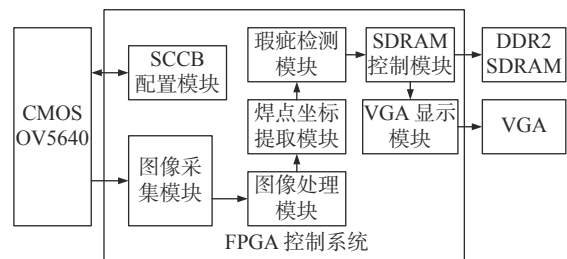 CMOS
OV5640
SCCB
配置模块
图像采
集模块
瑕疵检测
模块
焊点坐标
提取模块
图像处理
模块
SDRAM
控制模块
VGA 显示
模块
DDR2
SDRAM
VGA
FPGA 控制系统